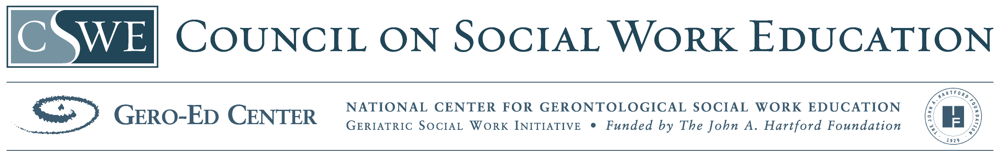 CSWE COUNCIL ON SOCIAL WORK EDUCATION
GERO-ED CENTER
NATIONAL CENTER FOR GERONTOLOGICAL SOCIAL WORK EDUCATION
GERIATRIC SOCIAL WORK INITIATIVE • Funded by The John A. Hartford Foundation
THE JOHN A. HARTFORD FOUNDATION
HF
· 1929 ·